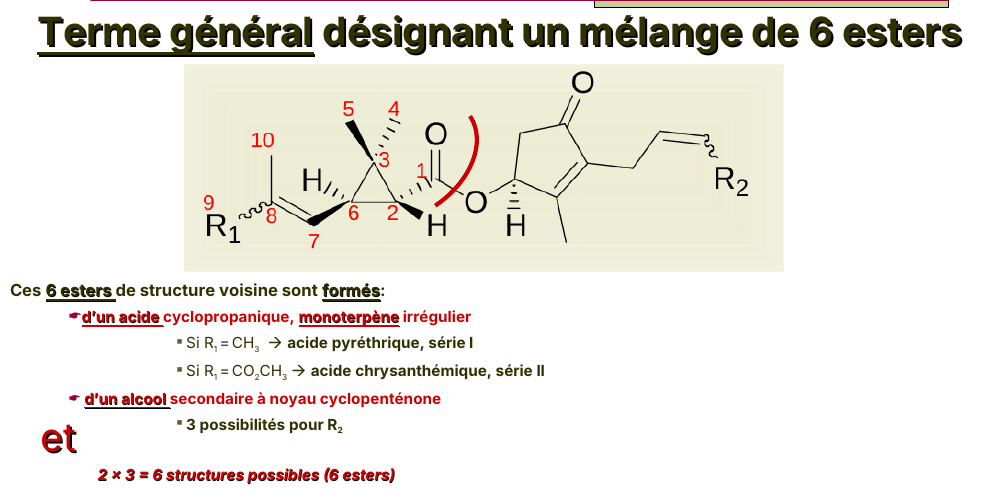 Terme général désignant un mélange de 6 esters
O
5 4
10 O
3
H 1
9 R₂
R₁ 8 6 2 O
H H
7
Ces 6 esters de structure voisine sont formés:
☛d'un acide cyclopropanique, monoterpène irrégulier
▪ Si R₁ = CH₃ → acide pyréthrique, série I
▪ Si R₁ = CO₂CH₃ → acide chrysanthémique, série II
☛ d'un alcool secondaire à noyau cyclopenténone
▪ 3 possibilités pour R₂
et
2 × 3 = 6 structures possibles (6 esters)